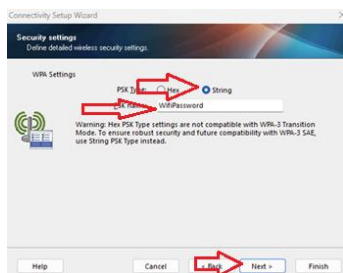 Connectivity Setup Wizard
Security settings
Define detailed wireless security settings.
WPA Settings
PSK Type: Hex String
PSK name: WifiPassword
Warning: Hex PSK Type settings are not compatible with WPA-3 Transition
Mode. To ensure robust security and future compatibility with WPA-3 SAE,
use String PSK Type instead.
Help Cancel < Back Next > Finish